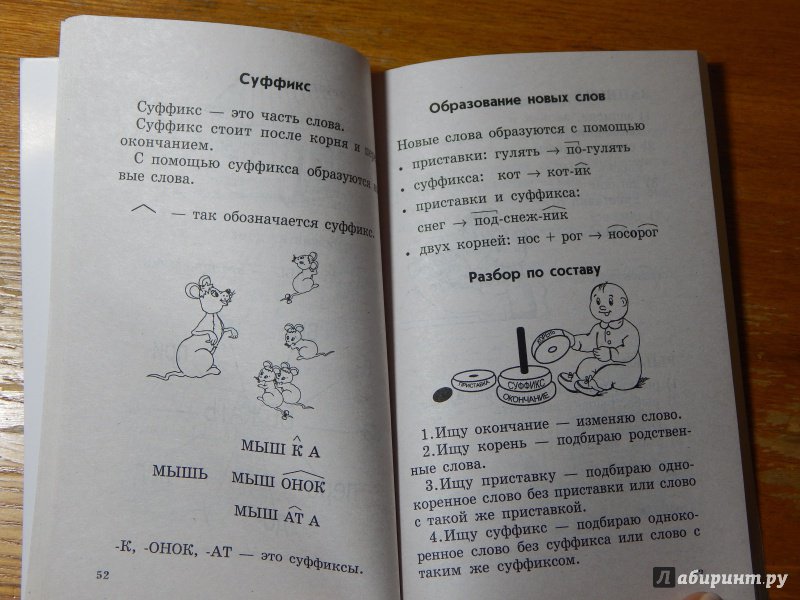 Суффикс
Суффикс — это часть слова.
Суффикс стоит после корня и
окончанием.
С помощью суффикса образуются
вые слова.
— так обозначается суффикс.
МЫШ К А
МЫШЬ МЫШ ОНОК
МЫШ АТ А
-К, -ОНОК, -АТ — это суффиксы.
52
Образование новых слов
Новые слова образуются с помощью
• приставки: гулять → по-гулять
• суффикса: кот → кот-ик
• приставки и суффикса:
снег → под-снеж-ник
• двух корней: нос + рог → носорог
Разбор по составу
КОРЕНЬ
ПРИСТАВКА
СУФФИКС
ОКОНЧАНИЕ
1.Ищу окончание — изменяю слово.
2.Ищу корень — подбираю родствен-
ные слова.
3.Ищу приставку — подбираю одно-
коренное слово без приставки или слово
с такой же приставкой.
4.Ищу суффикс — подбираю одноко-
ренное слово без суффикса или слово с
таким же суффиксом.
Лабиринт.ру